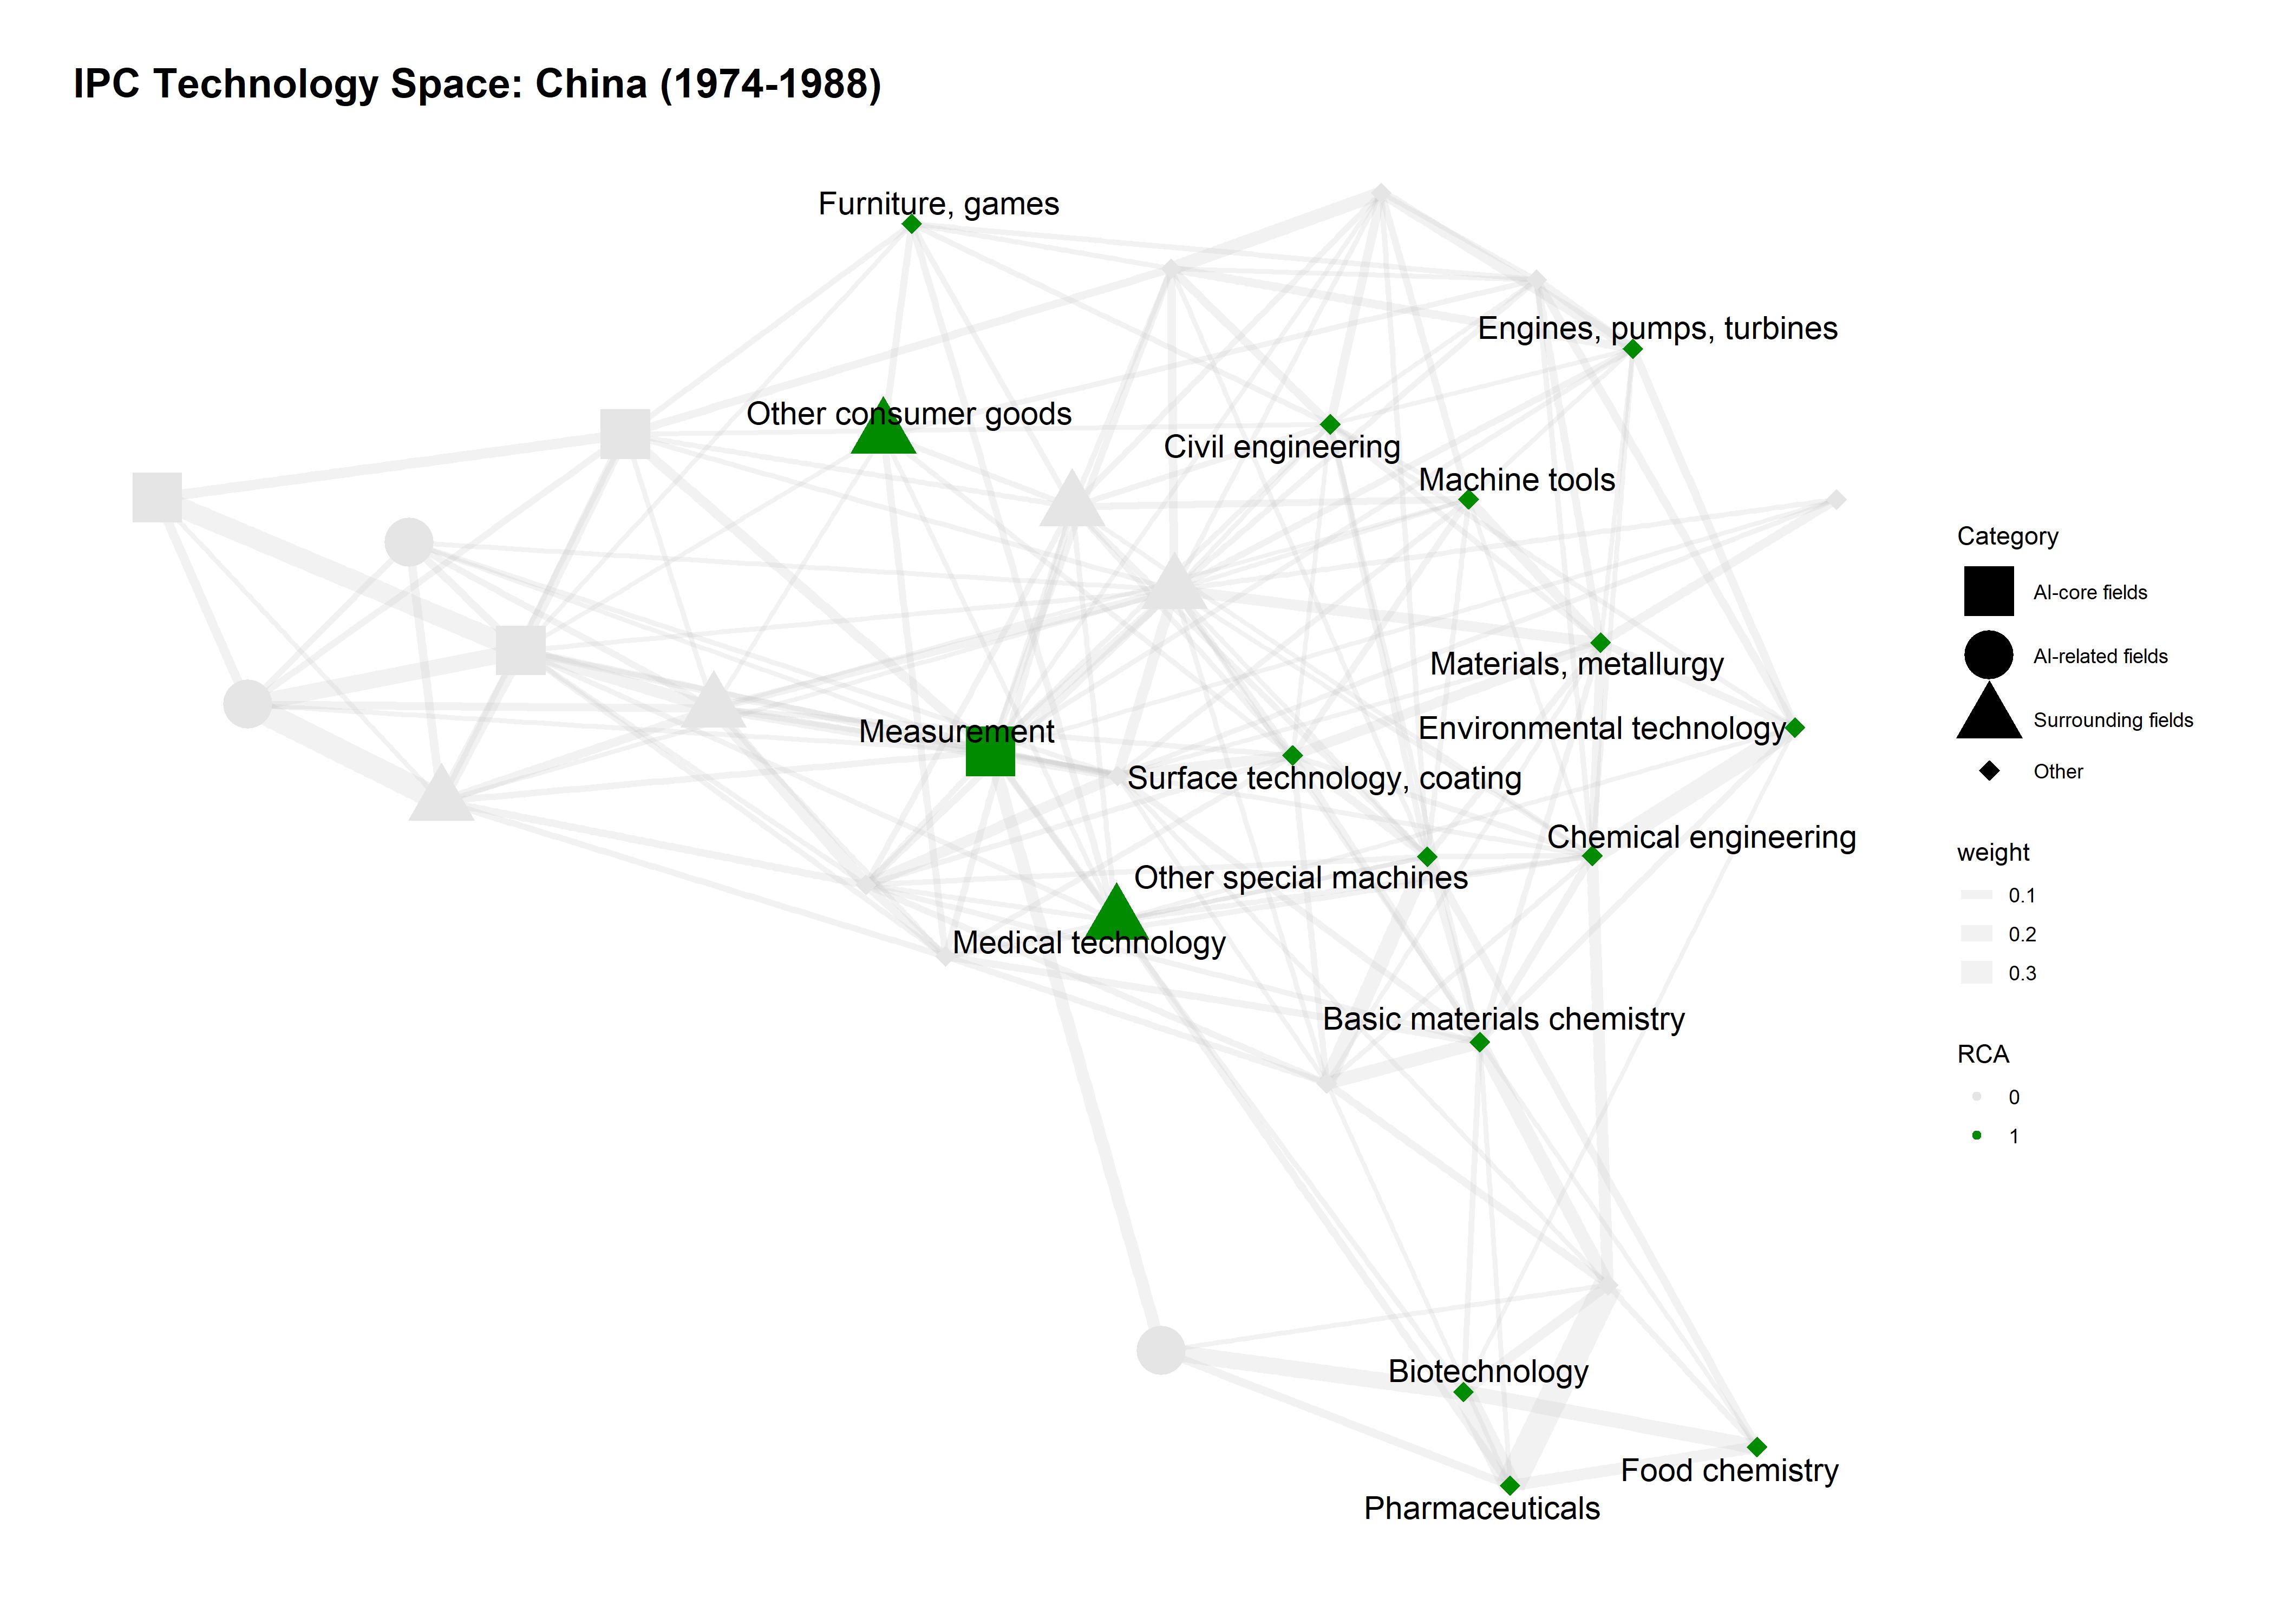 IPC Technology Space: China (1974-1988)
Furniture, games
Engines, pumps, turbines
Other consumer goods
Civil engineering
Machine tools
Materials, metallurgy
Measurement
Environmental technology
Surface technology, coating
Chemical engineering
Other special machines
Medical technology
Basic materials chemistry
Biotechnology
Food chemistry
Pharmaceuticals
Category
AI-core fields
AI-related fields
Surrounding fields
Other
weight
0.1
0.2
0.3
RCA
0
1